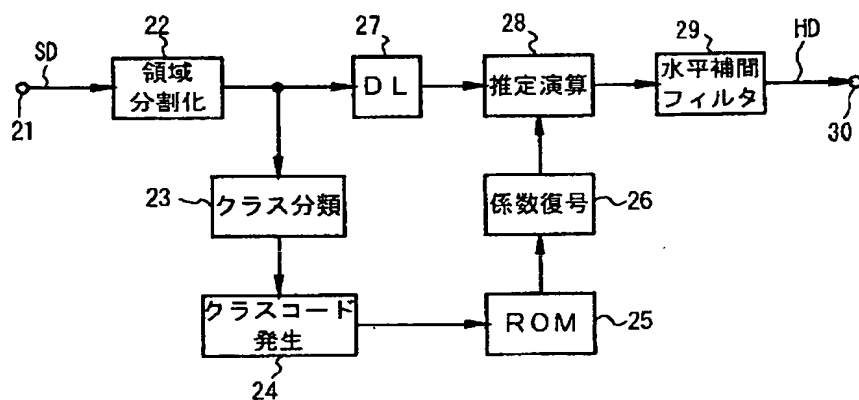 SD
21
22
領域
分割化
27
DL
28
推定演算
29
水平補間
フィルタ
HD
30
23
クラス分類
係数復号
26
クラスコード
発生
24
ROM
25